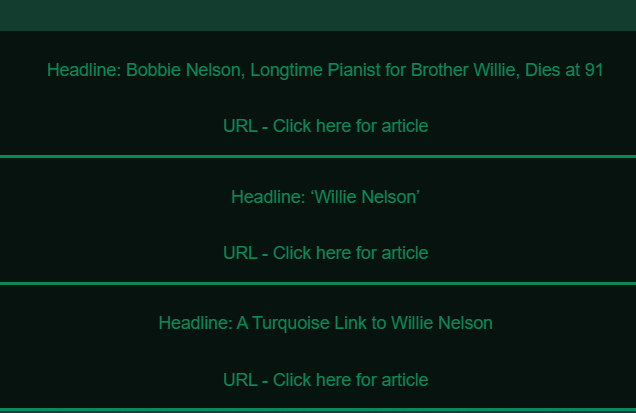 Headline: Bobbie Nelson, Longtime Pianist for Brother Willie, Dies at 91
URL - Click here for article
Headline: ‘Willie Nelson’
URL - Click here for article
Headline: A Turquoise Link to Willie Nelson
URL - Click here for article